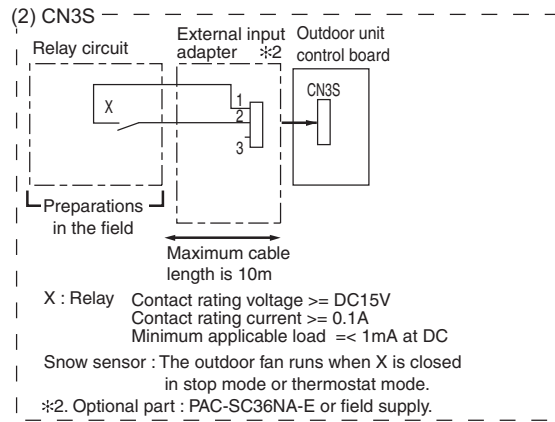 (2) CN3S
Relay circuit
External input
adapter ✻2
Outdoor unit
control board
X
1
2
3
CN3S
Preparations
in the field
Maximum cable
length is 10m
X : Relay Contact rating voltage >= DC15V
Contact rating current >= 0.1A
Minimum applicable load =< 1mA at DC
Snow sensor : The outdoor fan runs when X is closed
in stop mode or thermostat mode.
✻2. Optional part : PAC-SC36NA-E or field supply.